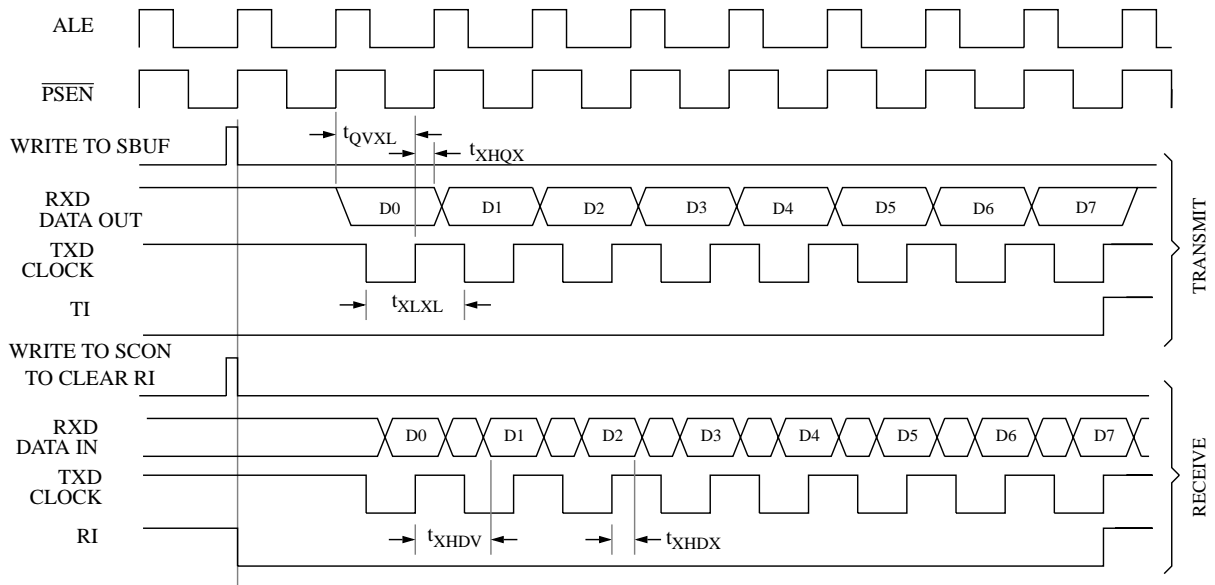 ALE
PSEN
WRITE TO SBUF
tQVXL
tXHQX
RXD
DATA OUT
D0 D1 D2 D3 D4 D5 D6 D7
TXD
CLOCK
tXLXL
TI
TRANSMIT
WRITE TO SCON
TO CLEAR RI
RXD
DATA IN
D0 D1 D2 D3 D4 D5 D6 D7
TXD
CLOCK
RI
tXHDV
tXHDX
RECEIVE